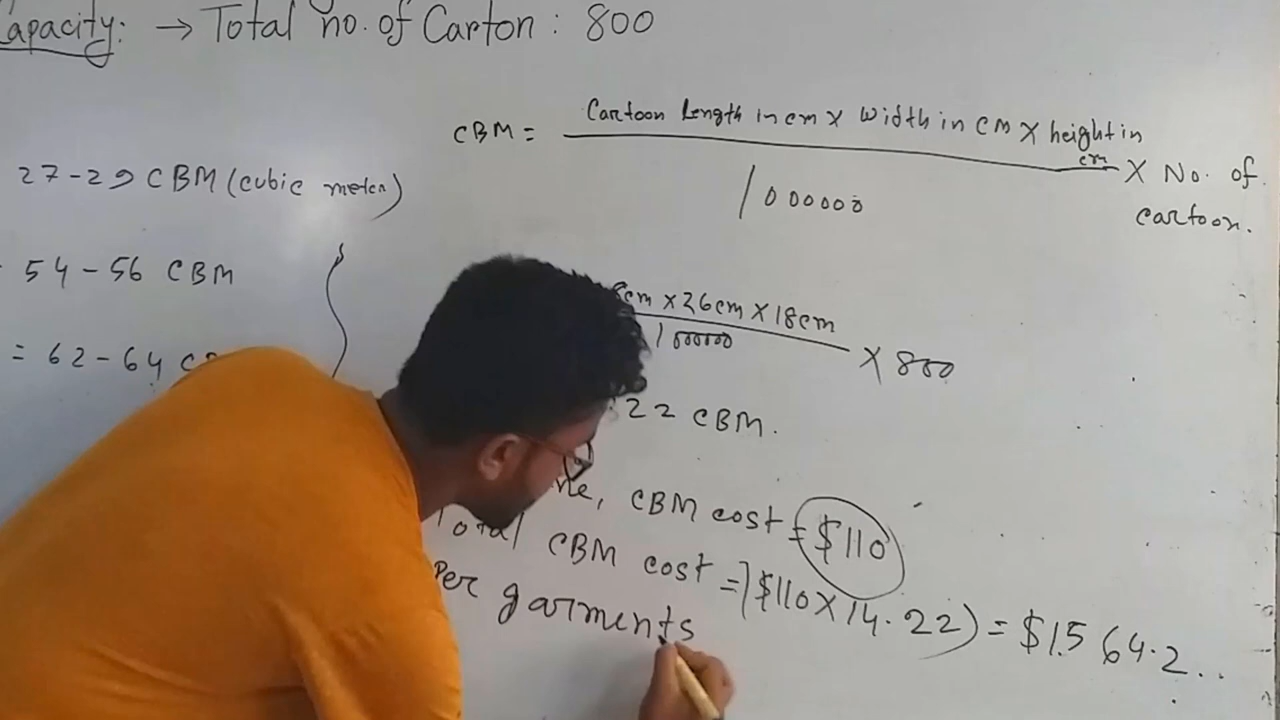 apacity: → Total no. of Carton : 800
CBM = Cartoon Length in cm X Width in CM X height in cm X No. of cartoon.
1000000
27-29 CBM (cubic meter)
54-56 CBM
= 62-64
cm X 26cm X 18cm X 800
1000000
22 CBM.
CBM cost = $110
Total CBM cost = ($110 X 14.22) = $1564.2..
Per garments